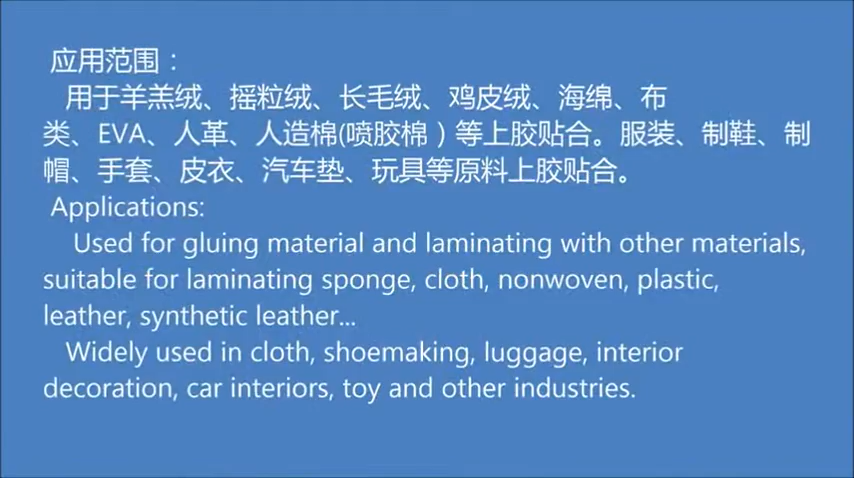 应用范围：
用于羊羔绒、摇粒绒、长毛绒、鸡皮绒、海绵、布
类、EVA、人革、人造棉(喷胶棉）等上胶贴合。服装、制鞋、制
帽、手套、皮衣、汽车垫、玩具等原料上胶贴合。
Applications:
Used for gluing material and laminating with other materials,
suitable for laminating sponge, cloth, nonwoven, plastic,
leather, synthetic leather...
Widely used in cloth, shoemaking, luggage, interior
decoration, car interiors, toy and other industries.